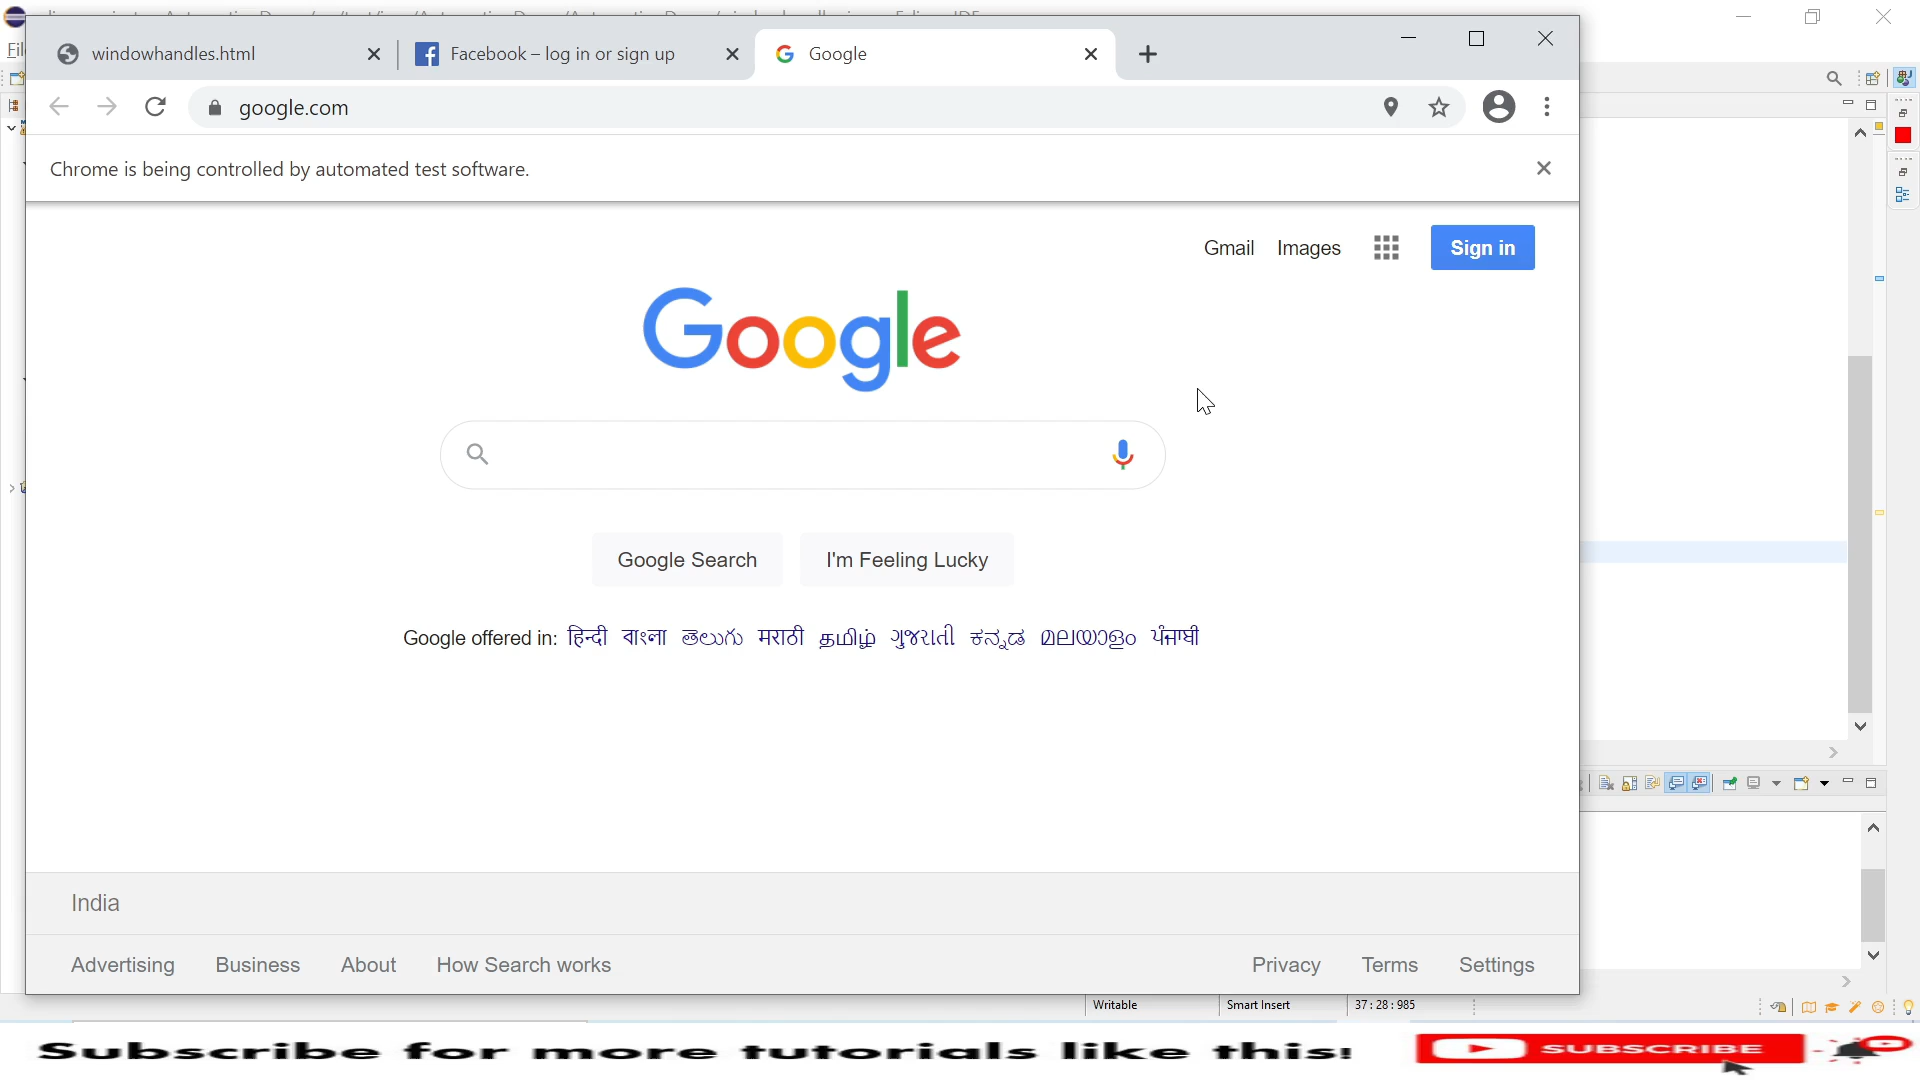 windowhandles.html
Facebook – log in or sign up
Google
google.com
Chrome is being controlled by automated test software.
Gmail Images Sign in
Google
Google Search
I'm Feeling Lucky
Google offered in: हिन्दी বাংলা తెలుగు मराठी தமிழ் ગુજરાતી ಕನ್ನಡ മലയാളം ਪੰਜਾਬੀ
India
Advertising Business About How Search works Privacy Terms Settings
Writable Smart Insert 37 : 28 : 985
Subscribe for more tutorials like this! SUBSCRIBE